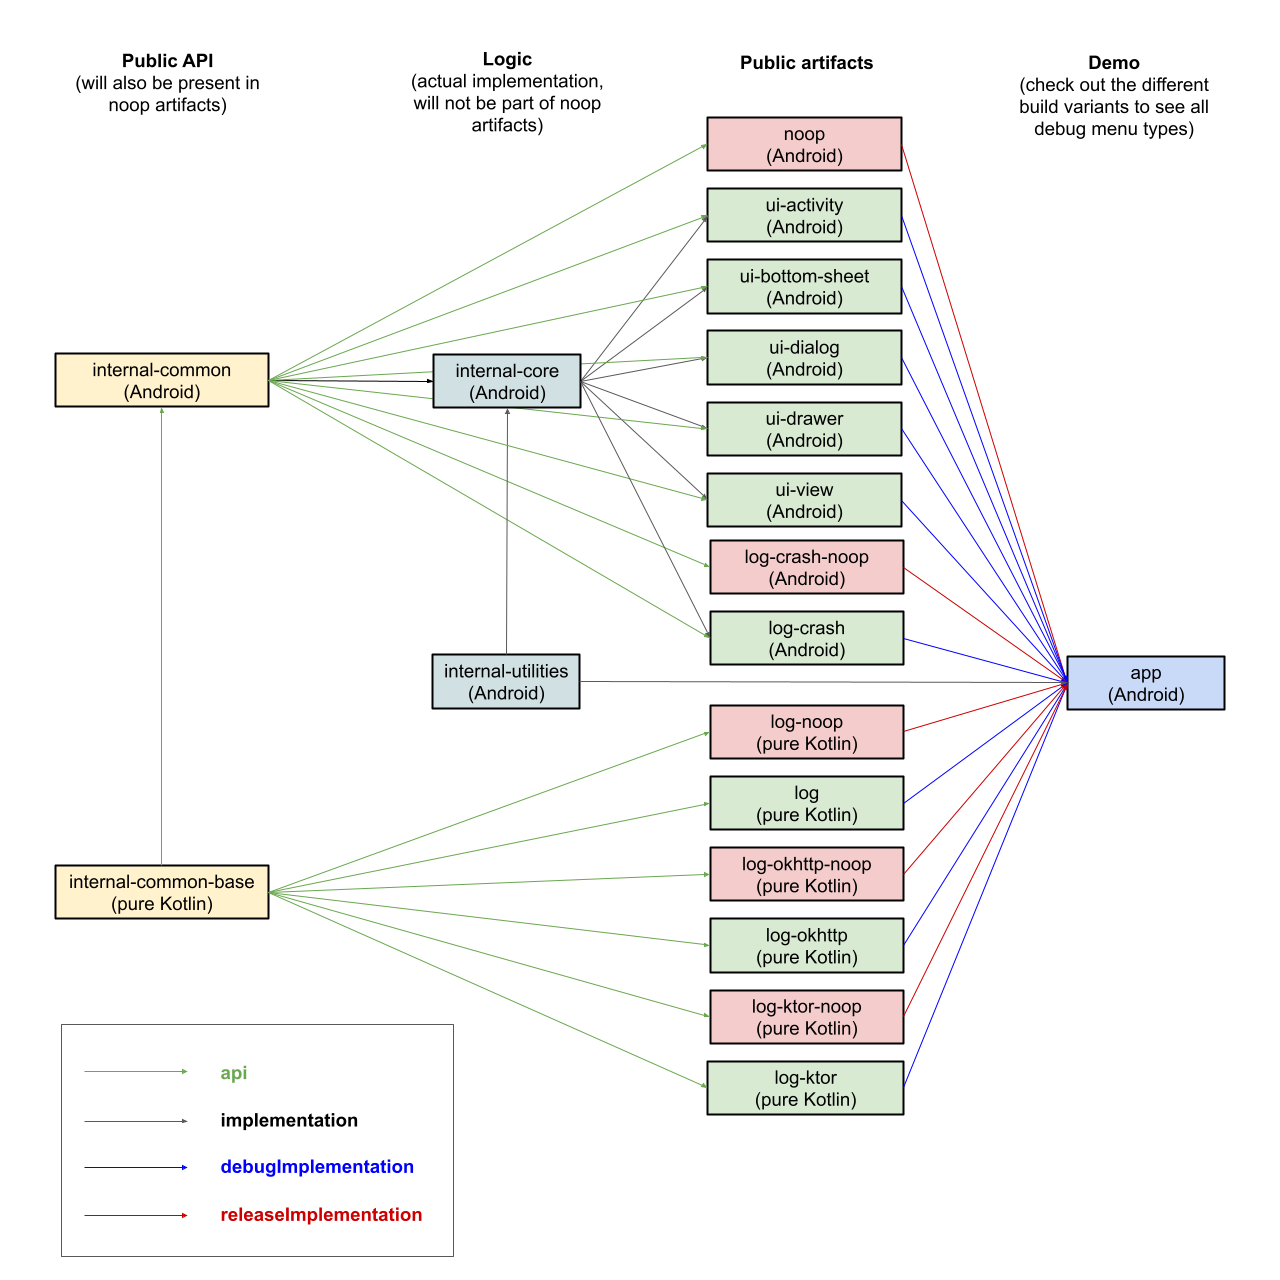 Public API
(will also be present in
noop artifacts)
Logic
(actual implementation,
will not be part of noop
artifacts)
Public artifacts
Demo
(check out the different
build variants to see all
debug menu types)
noop
(Android)
ui-activity
(Android)
ui-bottom-sheet
(Android)
ui-dialog
(Android)
internal-common
(Android)
internal-core
(Android)
ui-drawer
(Android)
ui-view
(Android)
log-crash-noop
(Android)
log-crash
(Android)
internal-utilities
(Android)
app
(Android)
log-noop
(pure Kotlin)
log
(pure Kotlin)
log-okhttp-noop
(pure Kotlin)
internal-common-base
(pure Kotlin)
log-okhttp
(pure Kotlin)
log-ktor-noop
(pure Kotlin)
log-ktor
(pure Kotlin)
api
implementation
debugImplementation
releaseImplementation